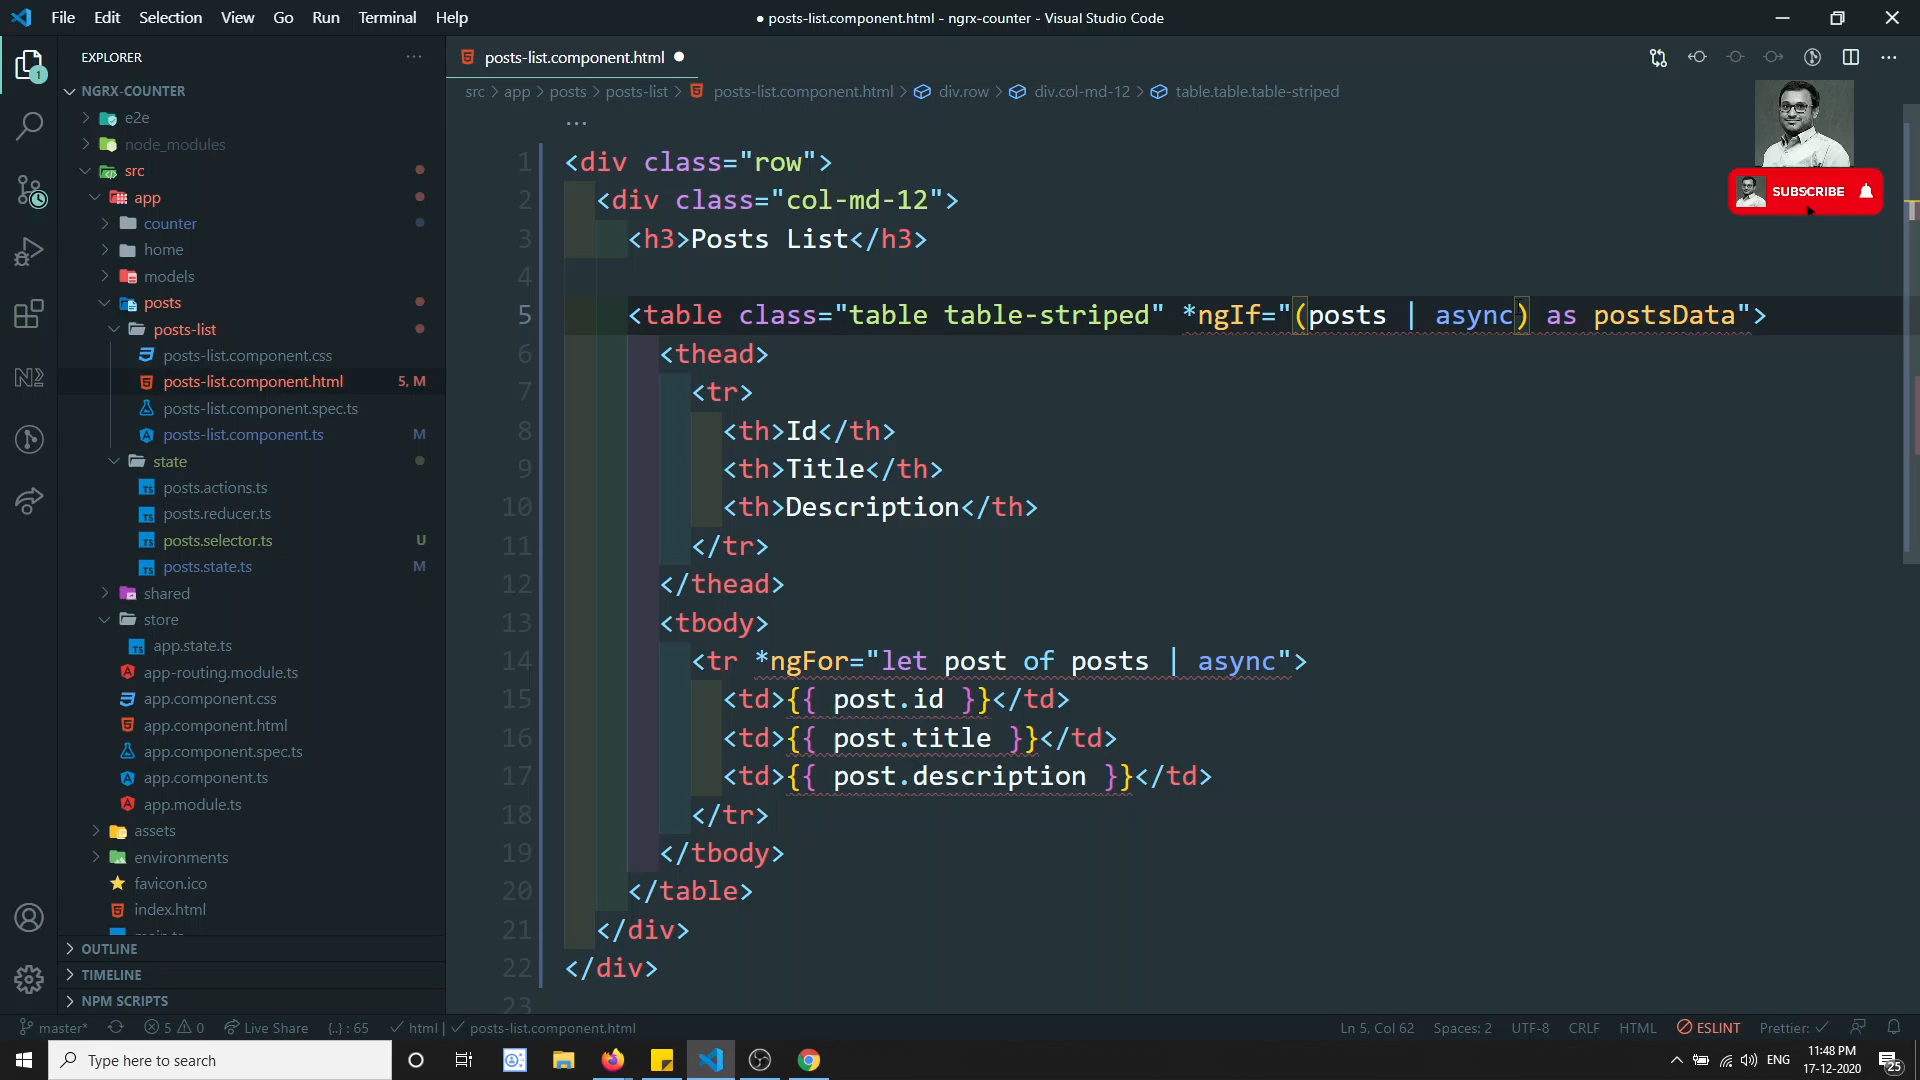 File Edit Selection View Go Run Terminal Help
● posts-list.component.html - ngrx-counter - Visual Studio Code
EXPLORER
NGRX-COUNTER
e2e
node_modules
src
app
counter
home
models
posts
posts-list
posts-list.component.css
posts-list.component.html 5, M
posts-list.component.spec.ts
posts-list.component.ts M
state
posts.actions.ts
posts.reducer.ts
posts.selector.ts U
posts.state.ts M
shared
store
app.state.ts
app-routing.module.ts
app.component.css
app.component.html
app.component.spec.ts
app.component.ts
app.module.ts
assets
environments
favicon.ico
index.html
main.ts
OUTLINE
TIMELINE
NPM SCRIPTS
posts-list.component.html
src > app > posts > posts-list > posts-list.component.html > div.row > div.col-md-12 > table.table.table-striped
SUBSCRIBE
1 <div class="row">
2 <div class="col-md-12">
3 <h3>Posts List</h3>
4
5 <table class="table table-striped" *ngIf="(posts | async) as postsData">
6 <thead>
7 <tr>
8 <th>Id</th>
9 <th>Title</th>
10 <th>Description</th>
11 </tr>
12 </thead>
13 <tbody>
14 <tr *ngFor="let post of posts | async">
15 <td>{{ post.id }}</td>
16 <td>{{ post.title }}</td>
17 <td>{{ post.description }}</td>
18 </tr>
19 </tbody>
20 </table>
21 </div>
22 </div>
23
master* 5 0 Live Share {..} : 65 html | posts-list.component.html
Ln 5, Col 62 Spaces: 2 UTF-8 CRLF HTML ESLINT Prettier: ✓
Type here to search
ENG
11:48 PM
17-12-2020
25